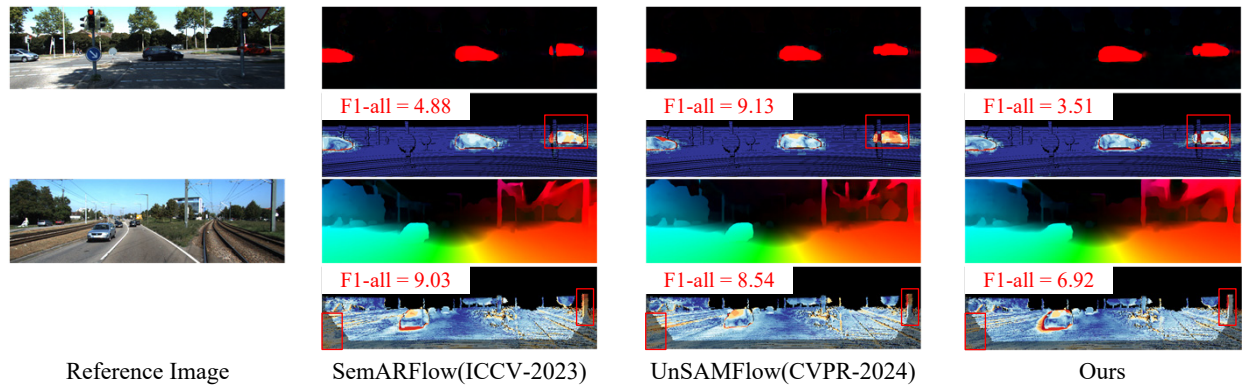 F1-all = 4.88
F1-all = 9.13
F1-all = 3.51
F1-all = 9.03
F1-all = 8.54
F1-all = 6.92
Reference Image
SemARFlow(ICCV-2023)
UnSAMFlow(CVPR-2024)
Ours